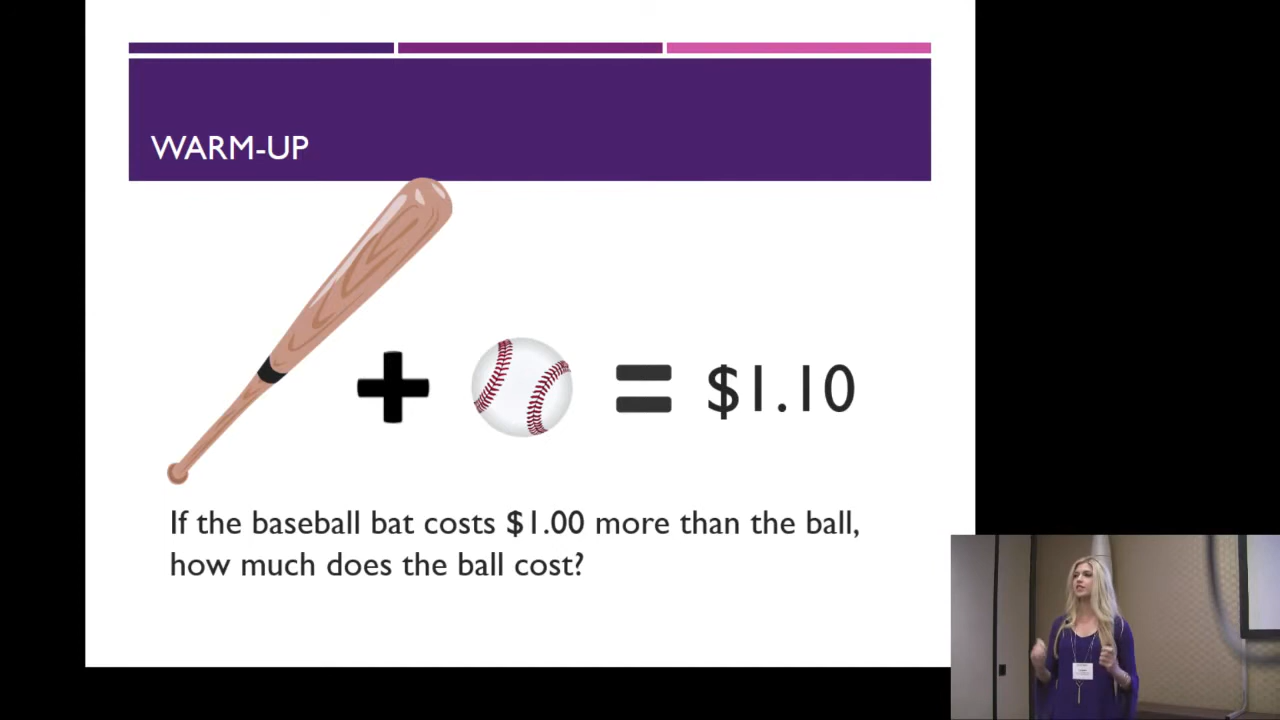 WARM-UP
+ = $1.10
If the baseball bat costs $1.00 more than the ball,
how much does the ball cost?